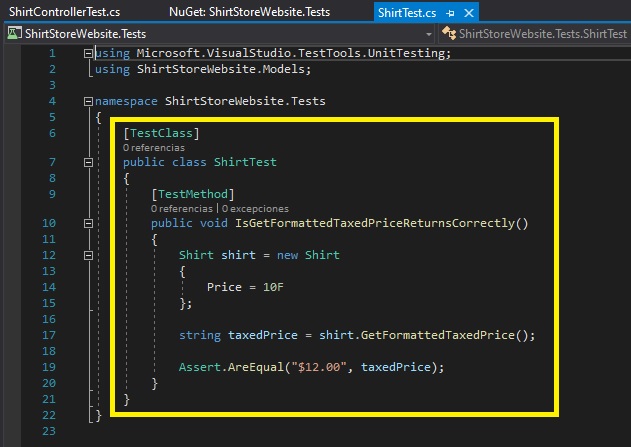 ShirtControllerTest.cs NuGet: ShirtStoreWebsite.Tests ShirtTest.cs
ShirtStoreWebsite.Tests ShirtStoreWebsite.Tests.ShirtTest
1 using Microsoft.VisualStudio.TestTools.UnitTesting;
2 using ShirtStoreWebsite.Models;
3
4 namespace ShirtStoreWebsite.Tests
5 {
6 [TestClass]
0 referencias
7 public class ShirtTest
8 {
9 [TestMethod]
0 referencias | 0 excepciones
10 public void IsGetFormattedTaxedPriceReturnsCorrectly()
11 {
12 Shirt shirt = new Shirt
13 {
14 Price = 10F
15 };
16
17 string taxedPrice = shirt.GetFormattedTaxedPrice();
18
19 Assert.AreEqual("$12.00", taxedPrice);
20 }
21 }
22 }
23